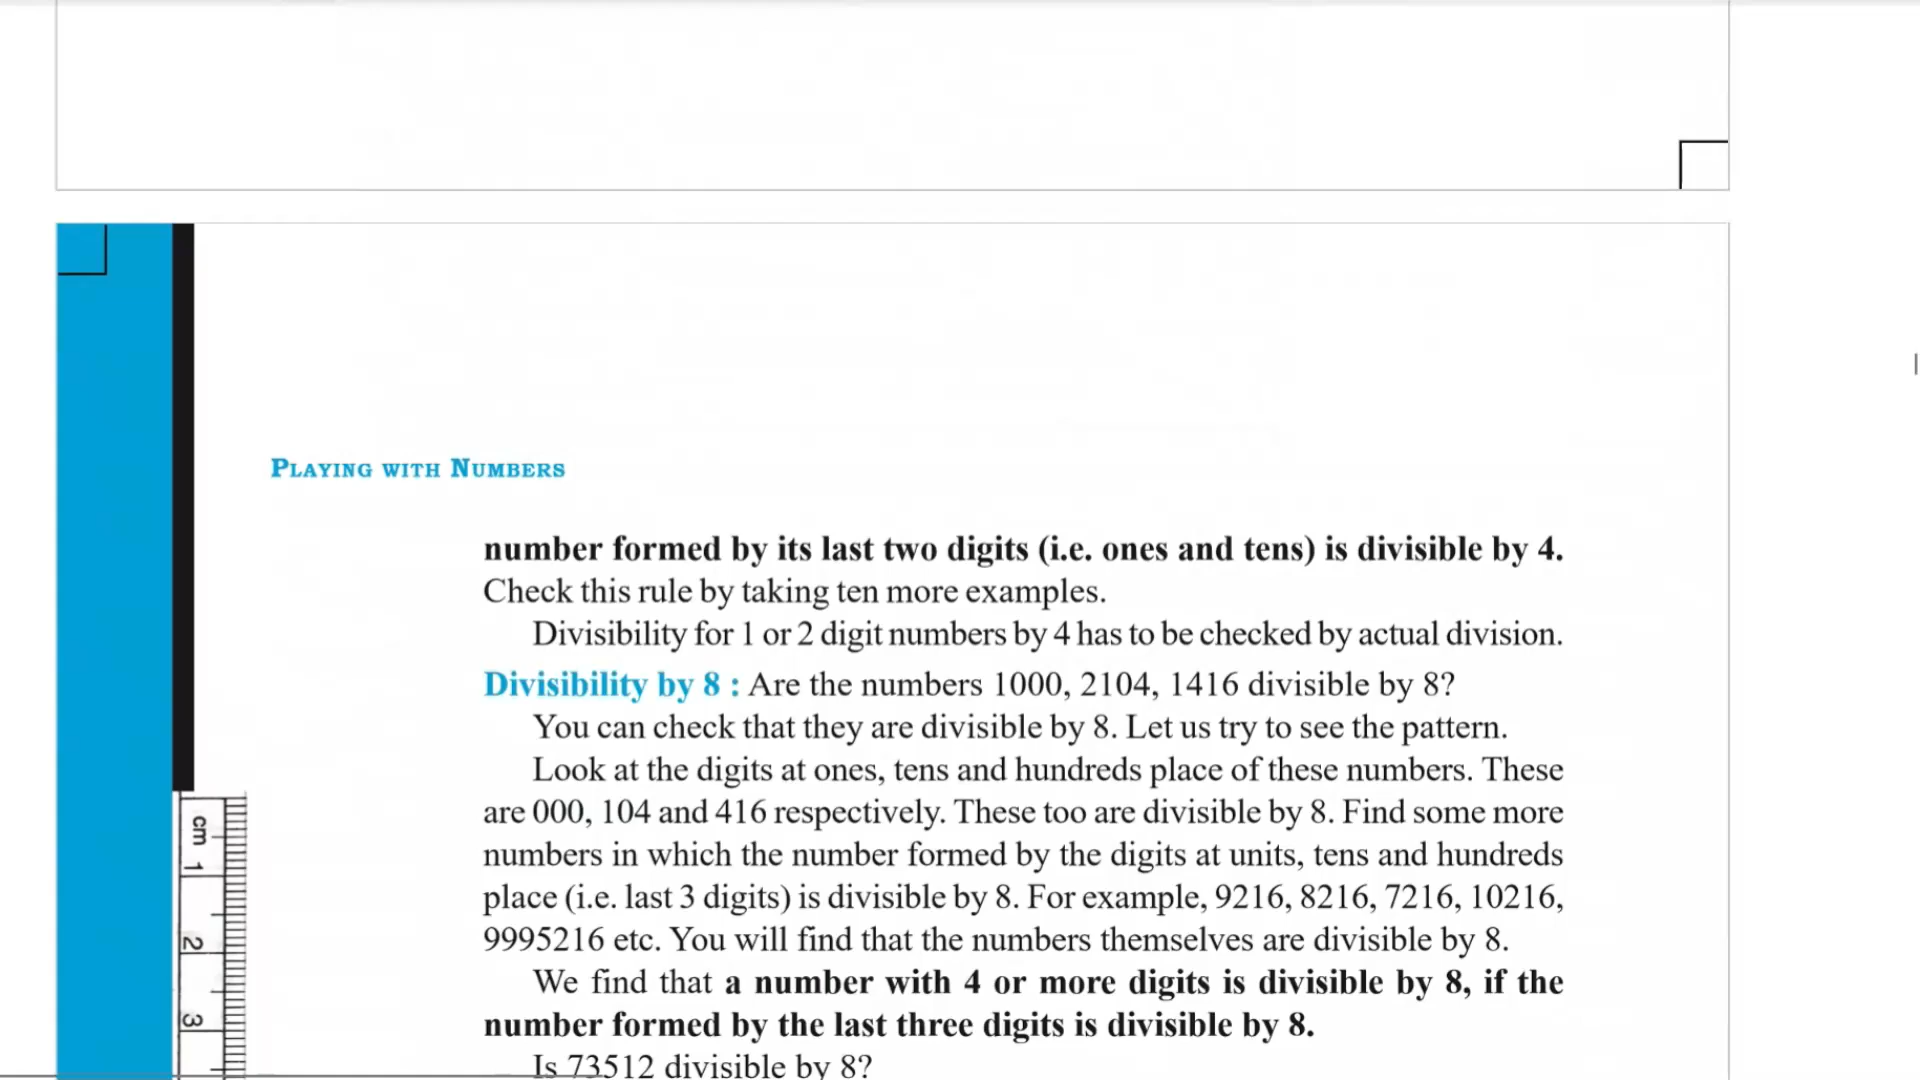 PLAYING WITH NUMBERS
number formed by its last two digits (i.e. ones and tens) is divisible by 4.
Check this rule by taking ten more examples.
Divisibility for 1 or 2 digit numbers by 4 has to be checked by actual division.
Divisibility by 8 : Are the numbers 1000, 2104, 1416 divisible by 8?
You can check that they are divisible by 8. Let us try to see the pattern.
Look at the digits at ones, tens and hundreds place of these numbers. These
are 000, 104 and 416 respectively. These too are divisible by 8. Find some more
numbers in which the number formed by the digits at units, tens and hundreds
place (i.e. last 3 digits) is divisible by 8. For example, 9216, 8216, 7216, 10216,
9995216 etc. You will find that the numbers themselves are divisible by 8.
We find that a number with 4 or more digits is divisible by 8, if the
number formed by the last three digits is divisible by 8.
Is 73512 divisible by 8?
cm
1
2
3